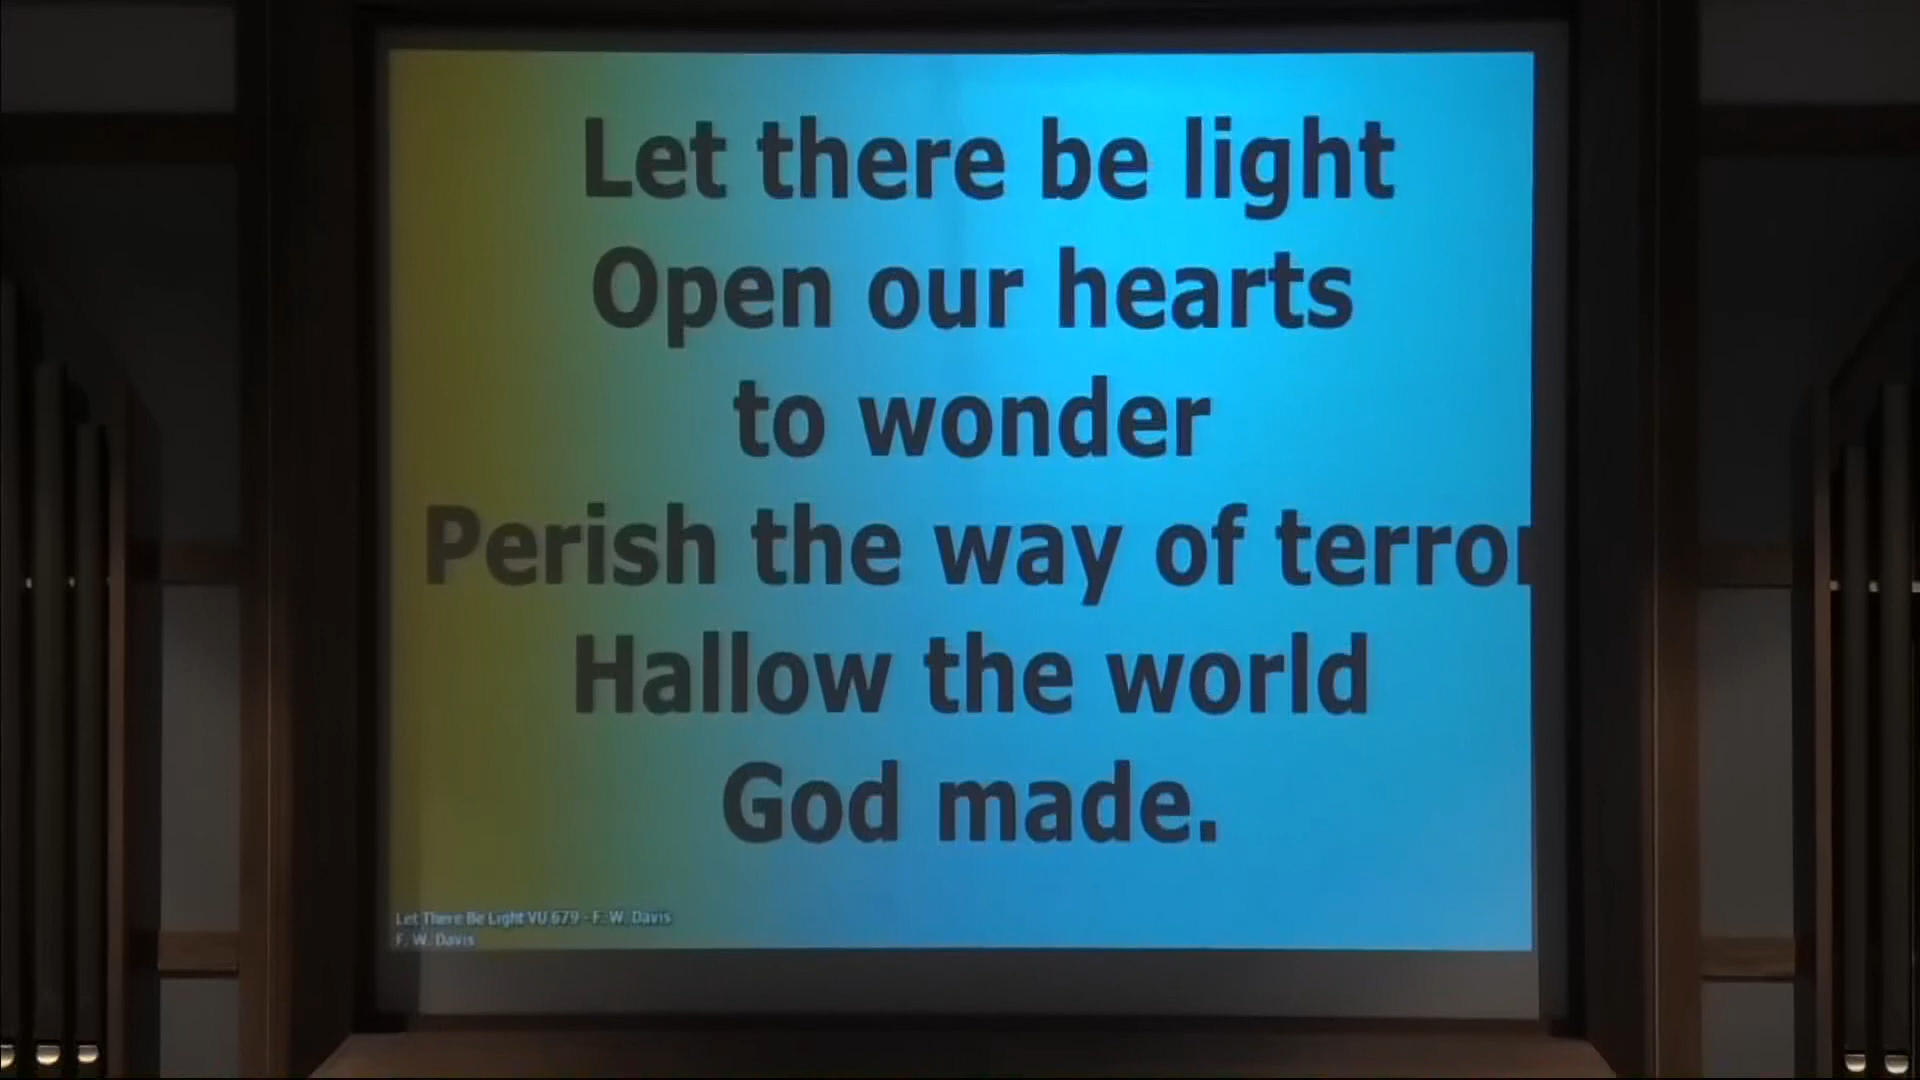 Let there be light
Open our hearts
to wonder
Perish the way of terror
Hallow the world
God made.
Let There Be Light VU 679 - F. W. Davis
F. W. Davis